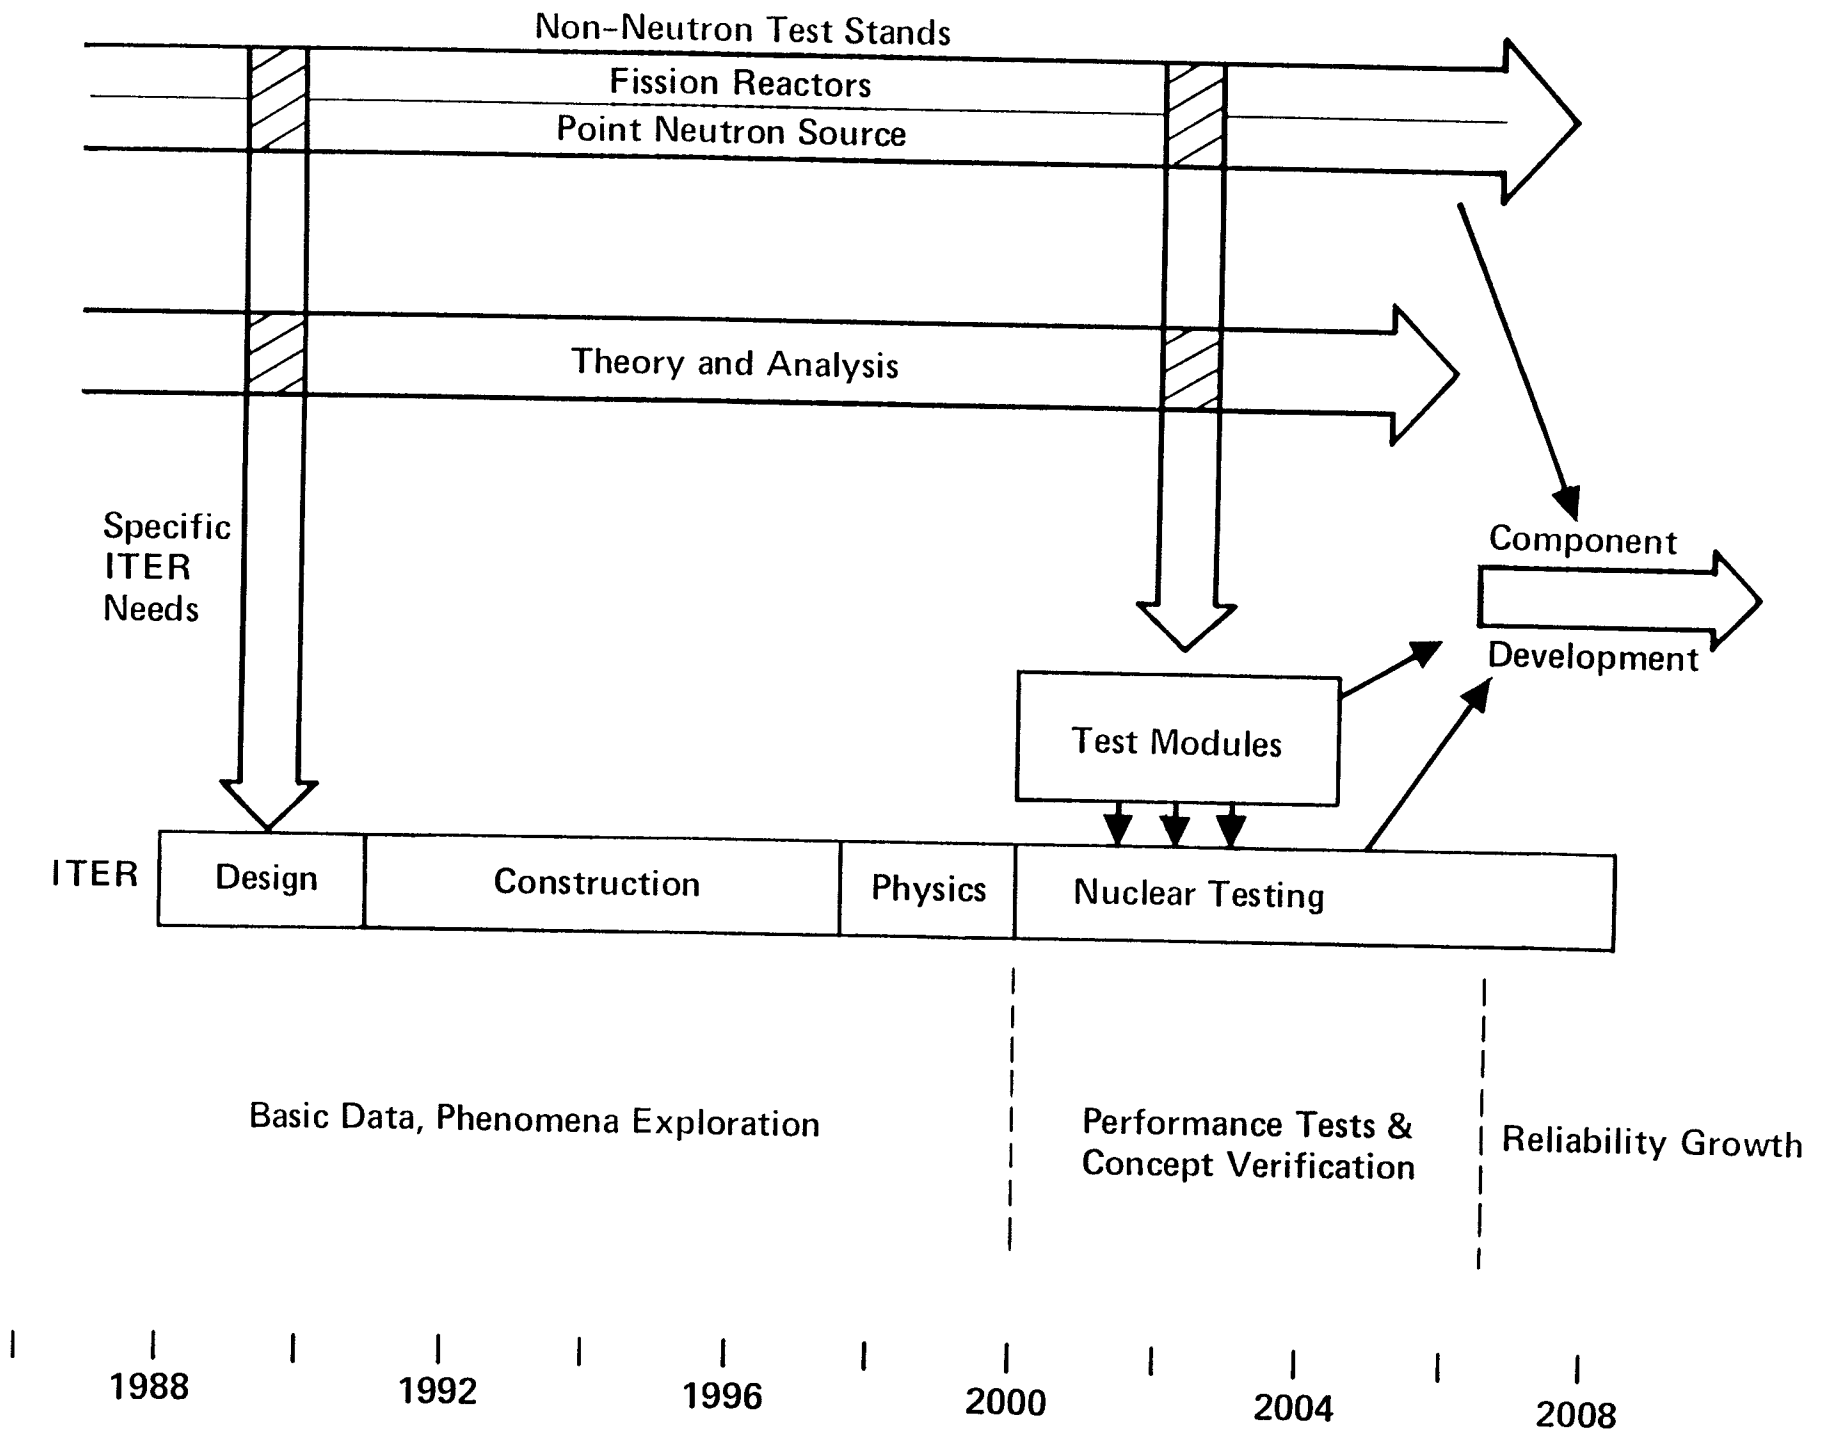 Non-Neutron Test Stands
Fission Reactors
Point Neutron Source
Theory and Analysis
Specific
ITER
Needs
Component
Development
Test Modules
ITER
Design
Construction
Physics
Nuclear Testing
Basic Data, Phenomena Exploration
Performance Tests &
Concept Verification
Reliability Growth
1988
1992
1996
2000
2004
2008